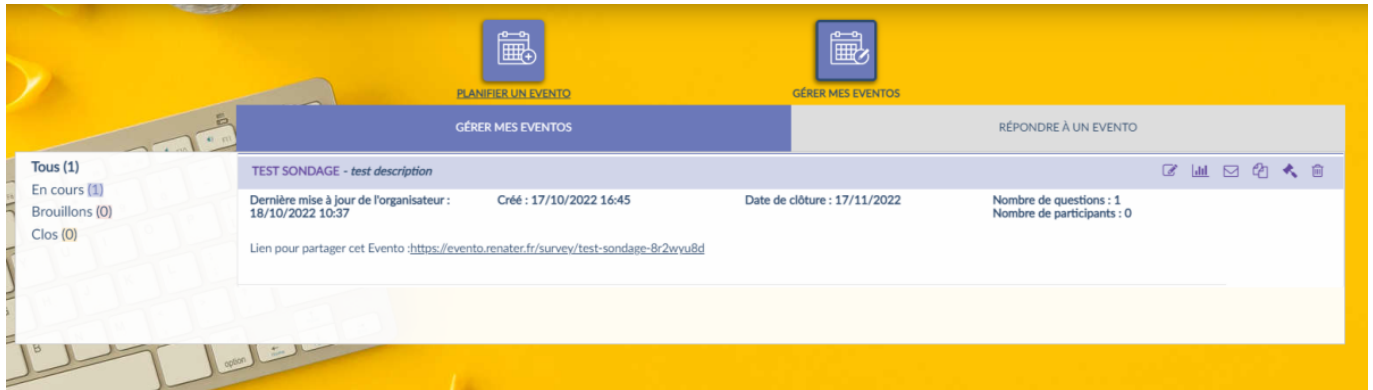 PLANIFIER UN EVENTO
GÉRER MES EVENTOS
GÉRER MES EVENTOS
RÉPONDRE À UN EVENTO
Tous (1)
En cours (1)
Brouillons (0)
Clos (0)
TEST SONDAGE - test description
Dernière mise à jour de l'organisateur :
18/10/2022 10:37
Créé : 17/10/2022 16:45
Date de clôture : 17/11/2022
Nombre de questions : 1
Nombre de participants : 0
Lien pour partager cet Evento :https://evento.renater.fr/survey/test-sondage-8r2wyu8d
B
option